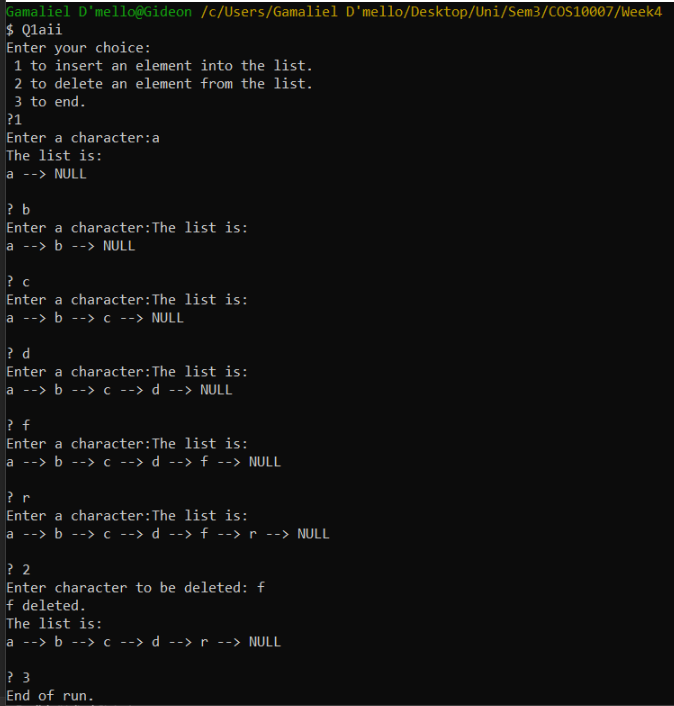 Gamaliel D'mello@Gideon /c/Users/Gamaliel D'mello/Desktop/Uni/Sem3/COS10007/Week4
$ Q1aii
Enter your choice:
 1 to insert an element into the list.
 2 to delete an element from the list.
 3 to end.
?1
Enter a character:a
The list is:
a --> NULL

? b
Enter a character:The list is:
a --> b --> NULL

? c
Enter a character:The list is:
a --> b --> c --> NULL

? d
Enter a character:The list is:
a --> b --> c --> d --> NULL

? f
Enter a character:The list is:
a --> b --> c --> d --> f --> NULL

? r
Enter a character:The list is:
a --> b --> c --> d --> f --> r --> NULL

? 2
Enter character to be deleted: f
f deleted.
The list is:
a --> b --> c --> d --> r --> NULL

? 3
End of run.